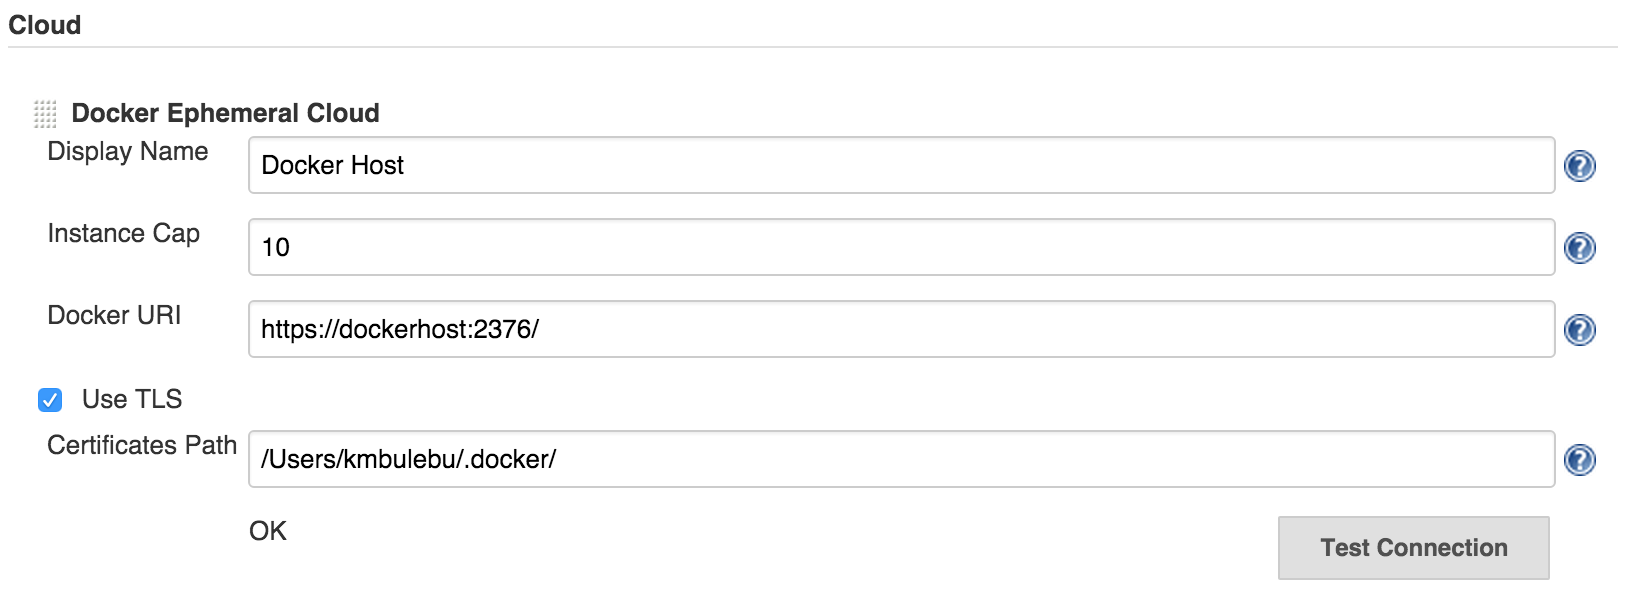 Cloud
Docker Ephemeral Cloud
Display Name
Docker Host
Instance Cap
10
Docker URI
https://dockerhost:2376/
Use TLS
Certificates Path
/Users/kmbulebu/.docker/
OK
Test Connection